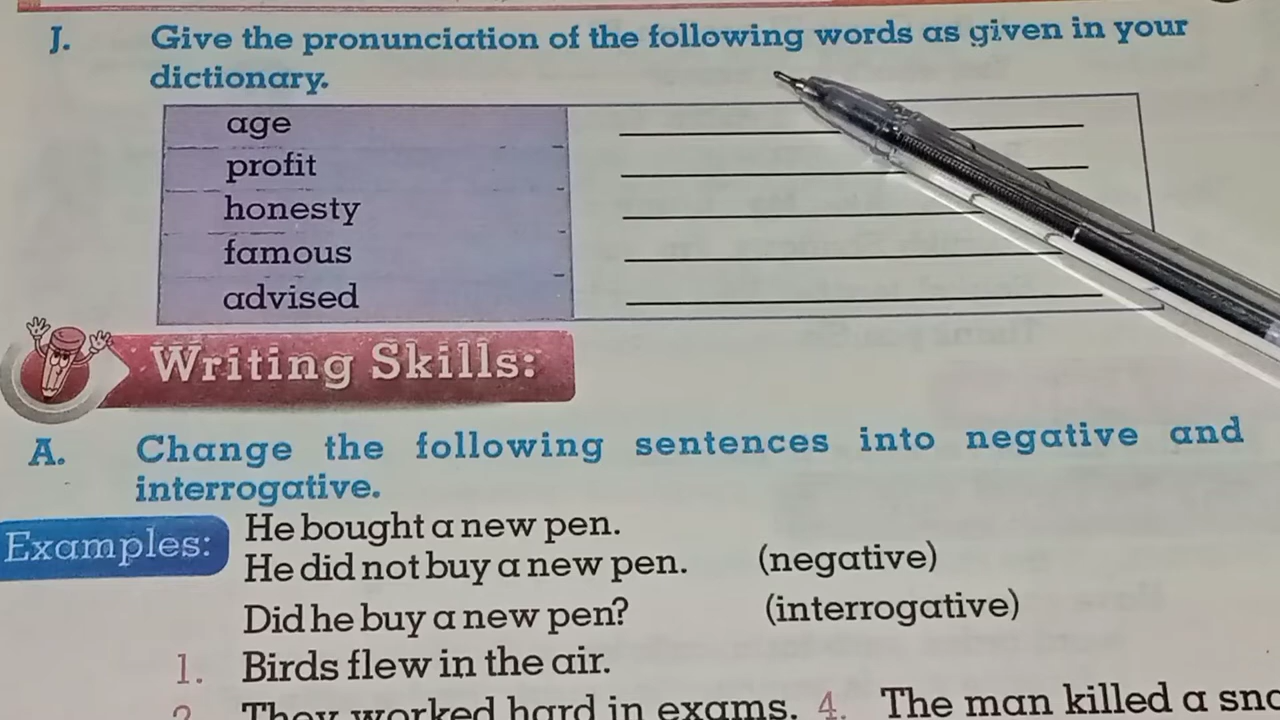 J. Give the pronunciation of the following words as given in your
dictionary.
age
profit
honesty
famous
advised
Writing Skills:
A. Change the following sentences into negative and
interrogative.
Examples: He bought a new pen.
He did not buy a new pen. (negative)
Did he buy a new pen? (interrogative)
1. Birds flew in the air.
2. They worked hard in exams. 4. The man killed a